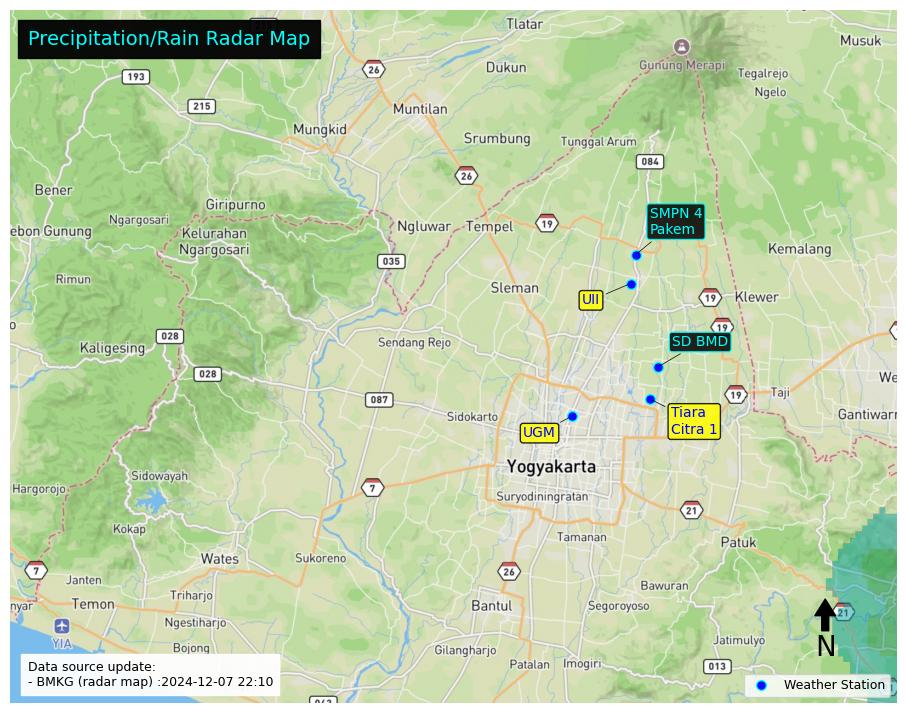 Precipitation/Rain Radar Map
Tlatar
Musuk
26
Dukun
Gunung Merapi
193
Tegalrejo
Ngelo
215
Muntilan
Mungkid
Srumbung
Tunggal Arum
084
26
Bener
Giripurno
SMPN 4
Pakem
Ngargosari
Ngluwar
Tempel
19
ebon Gunung
Kelurahan
Ngargosari
Kemalang
035
Rimun
Sleman
UII
19
Klewer
19
028
Kaligesing
Sendang Rejo
SD BMD
028
We
087
19
Taji
Sidokarto
Tiara
Citra 1
Gantiwarn
UGM
Yogyakarta
Sidowayah
7
Hargorojo
Suryodiningratan
21
Kokap
Tamanan
Patuk
Wates
Sukoreno
7
26
Janten
Bawuran
Triharjo
nyar
Temon
Bantul
Segoroyoso
21
Ngestiharjo
YIA
N
Bojong
Gilangharjo
Jatimulyo
Patalan
Imogiri
013
Data source update:
- BMKG (radar map) :2024-12-07 22:10
Weather Station